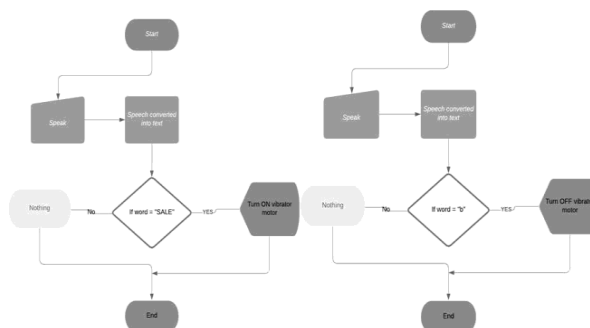 Start
Speak
Speech converted
into text
Nothing
No
If word = "SALE"
YES
Turn ON vibrator
motor
End
Start
Speak
Speech converted
into text
Nothing
No
If word = "b"
YES
Turn OFF vibrator
motor
End